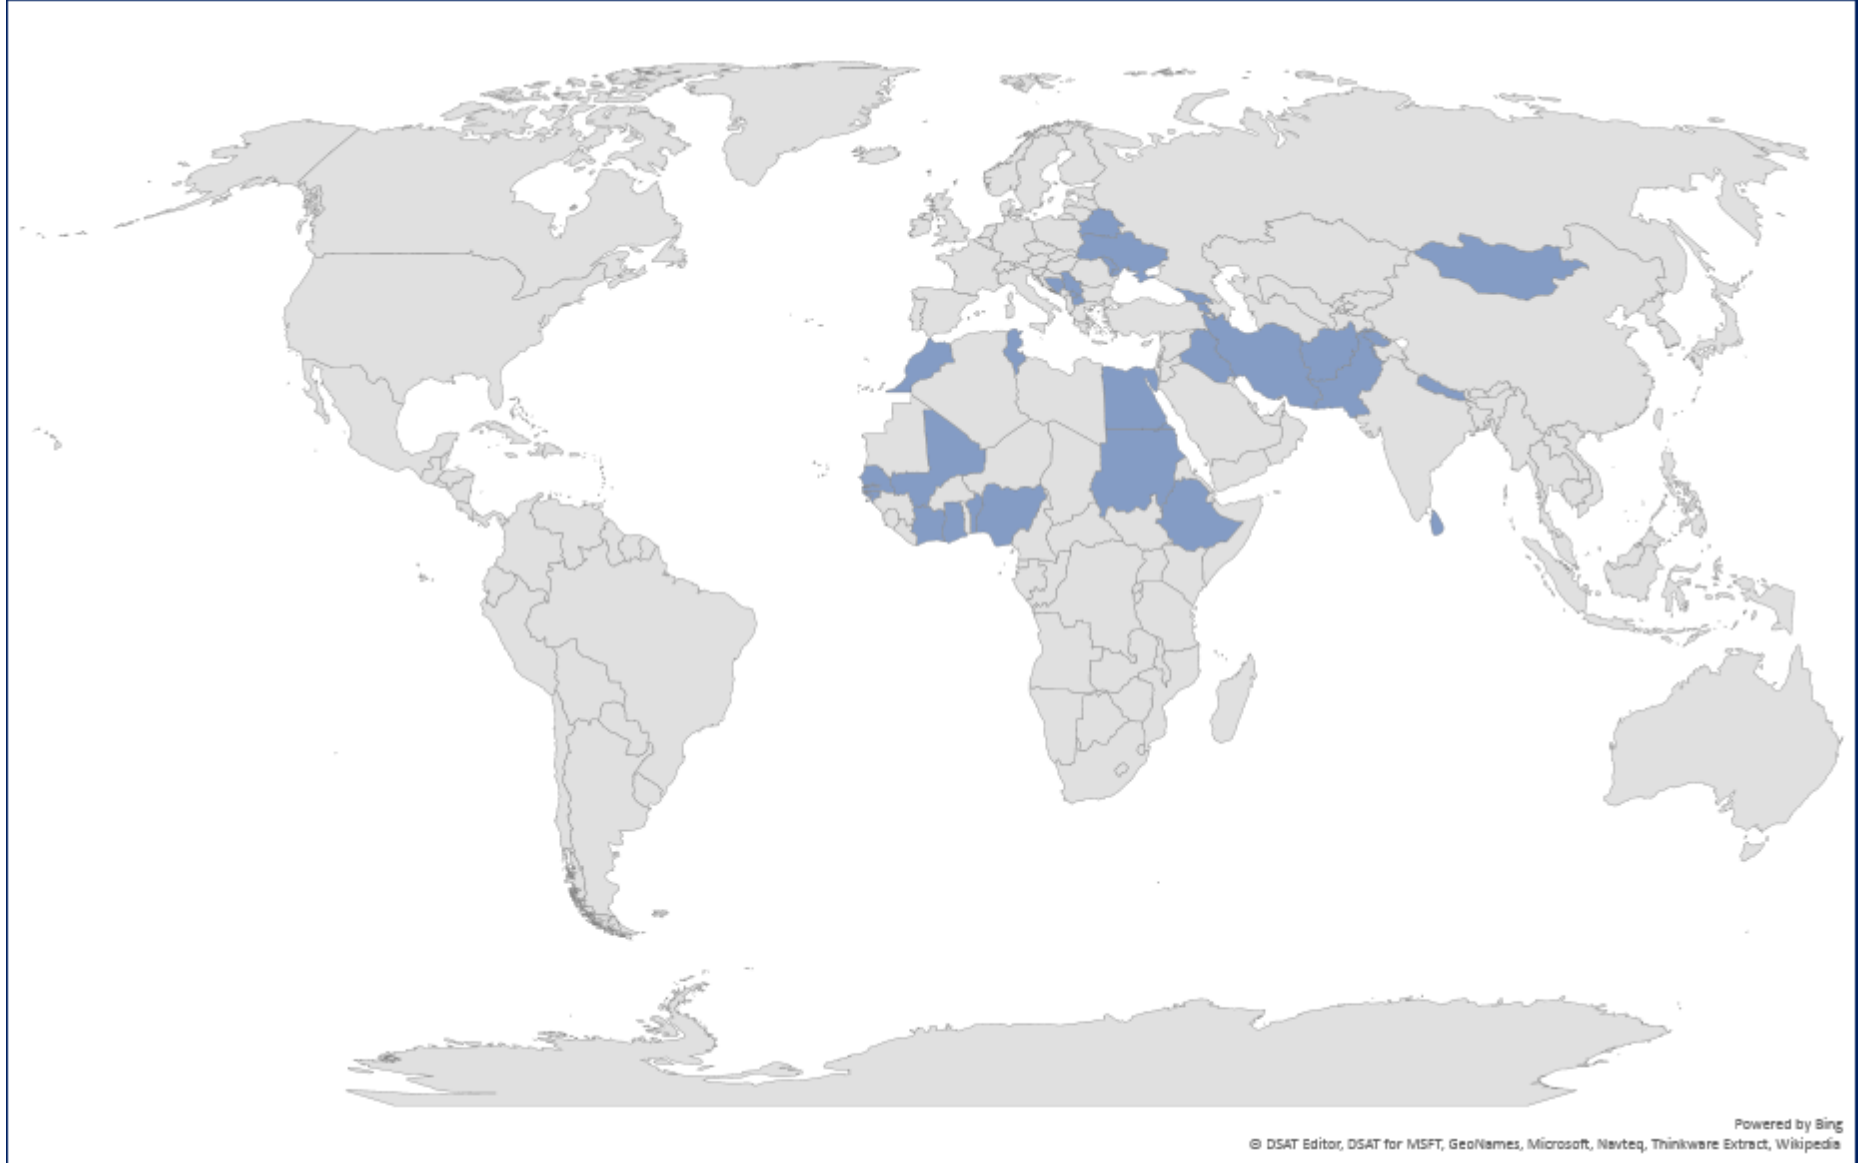 Powered by Bing
© DSAT Editor, DSAT for MSFT, GeoNames, Microsoft, Navteq, Thinkware Extract, Wikipedia